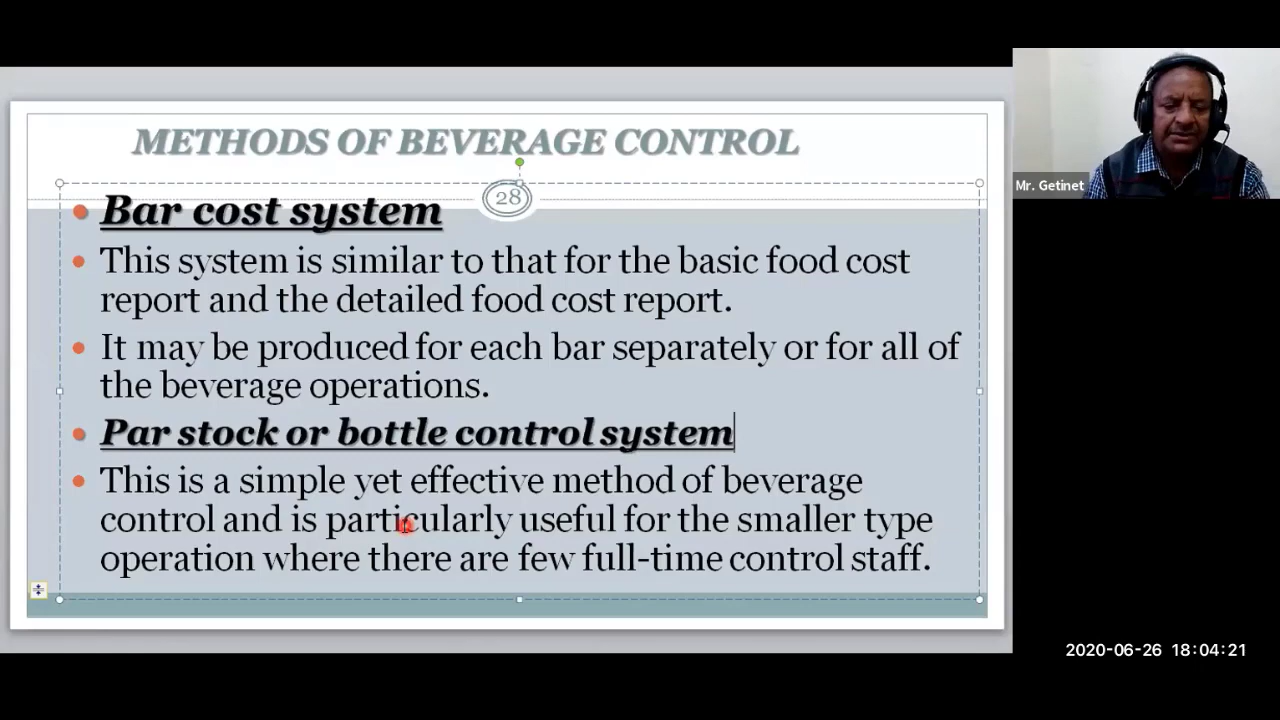 METHODS OF BEVERAGE CONTROL
28
Bar cost system
This system is similar to that for the basic food cost
report and the detailed food cost report.
It may be produced for each bar separately or for all of
the beverage operations.
Par stock or bottle control system
This is a simple yet effective method of beverage
control and is particularly useful for the smaller type
operation where there are few full-time control staff.
Mr. Getinet
2020-06-26 18:04:21